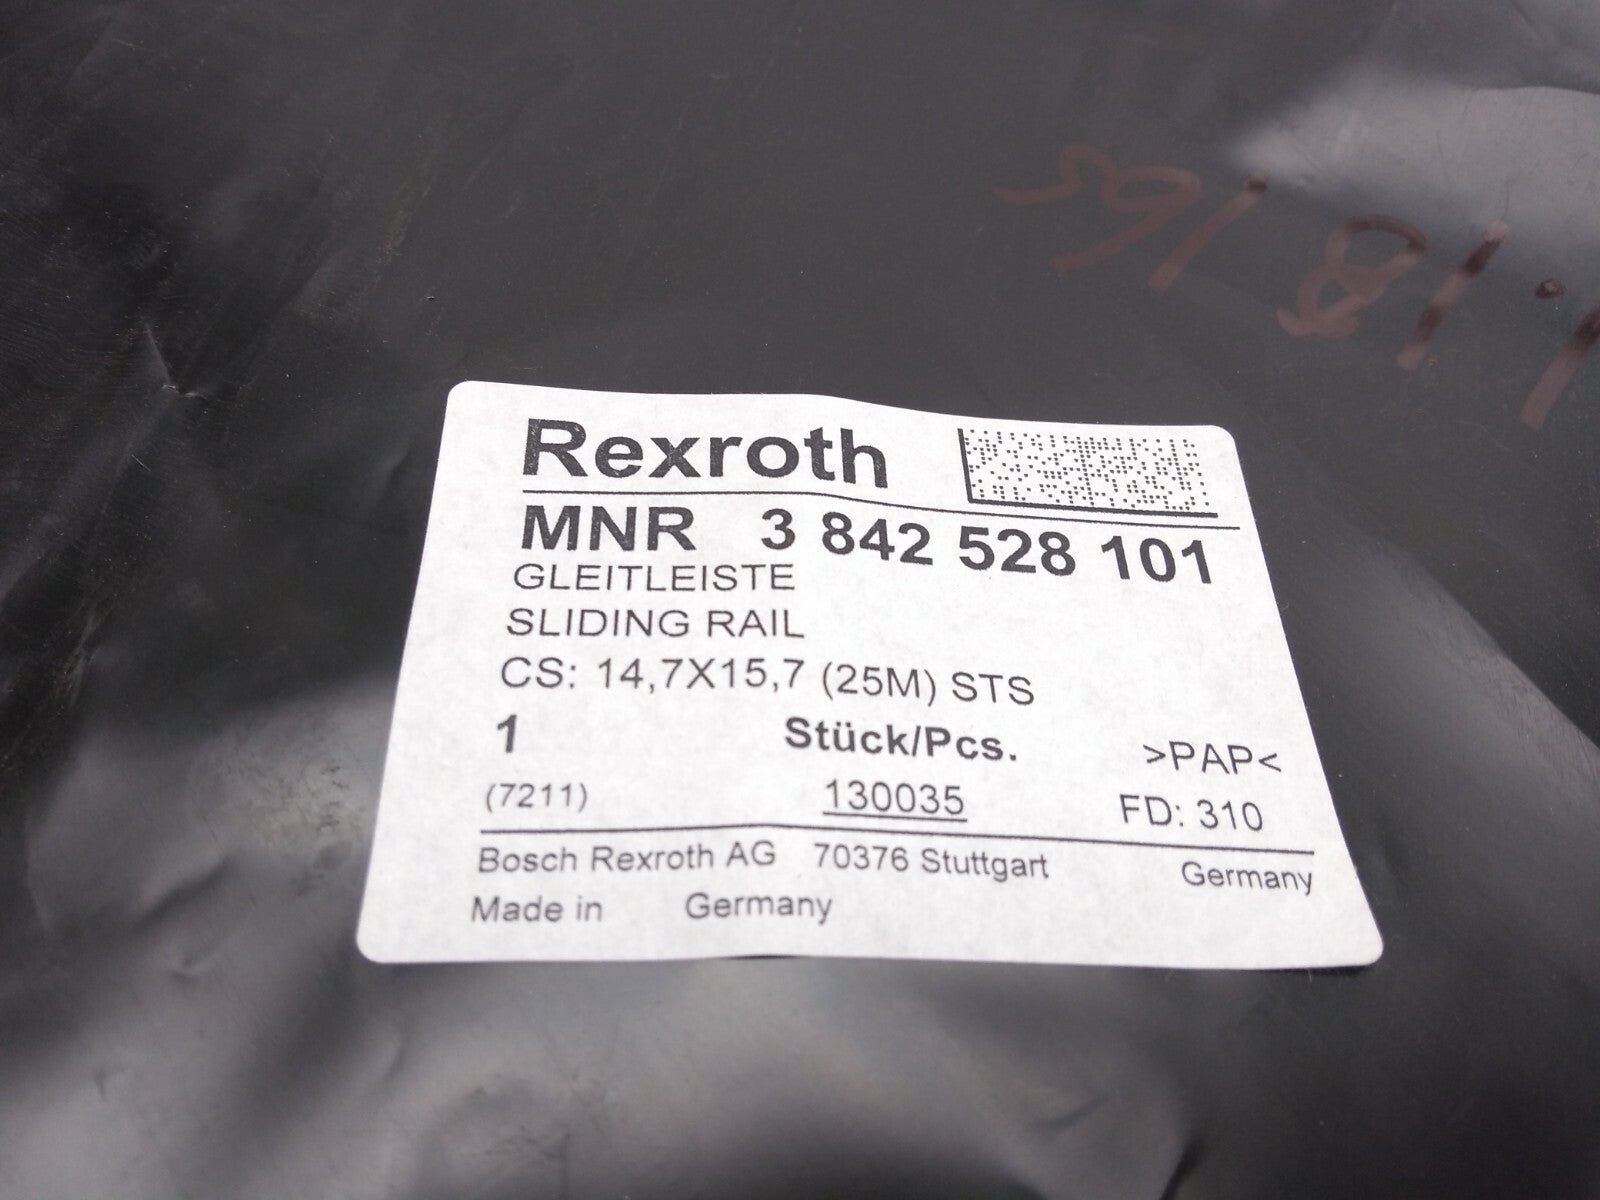 Rexroth
MNR 3 842 528 101
GLEITLEISTE
SLIDING RAIL
CS: 14,7X15,7 (25M) STS
1 Stück/Pcs. >PAP<
(7211) 130035 FD: 310
Bosch Rexroth AG 70376 Stuttgart Germany
Made in Germany